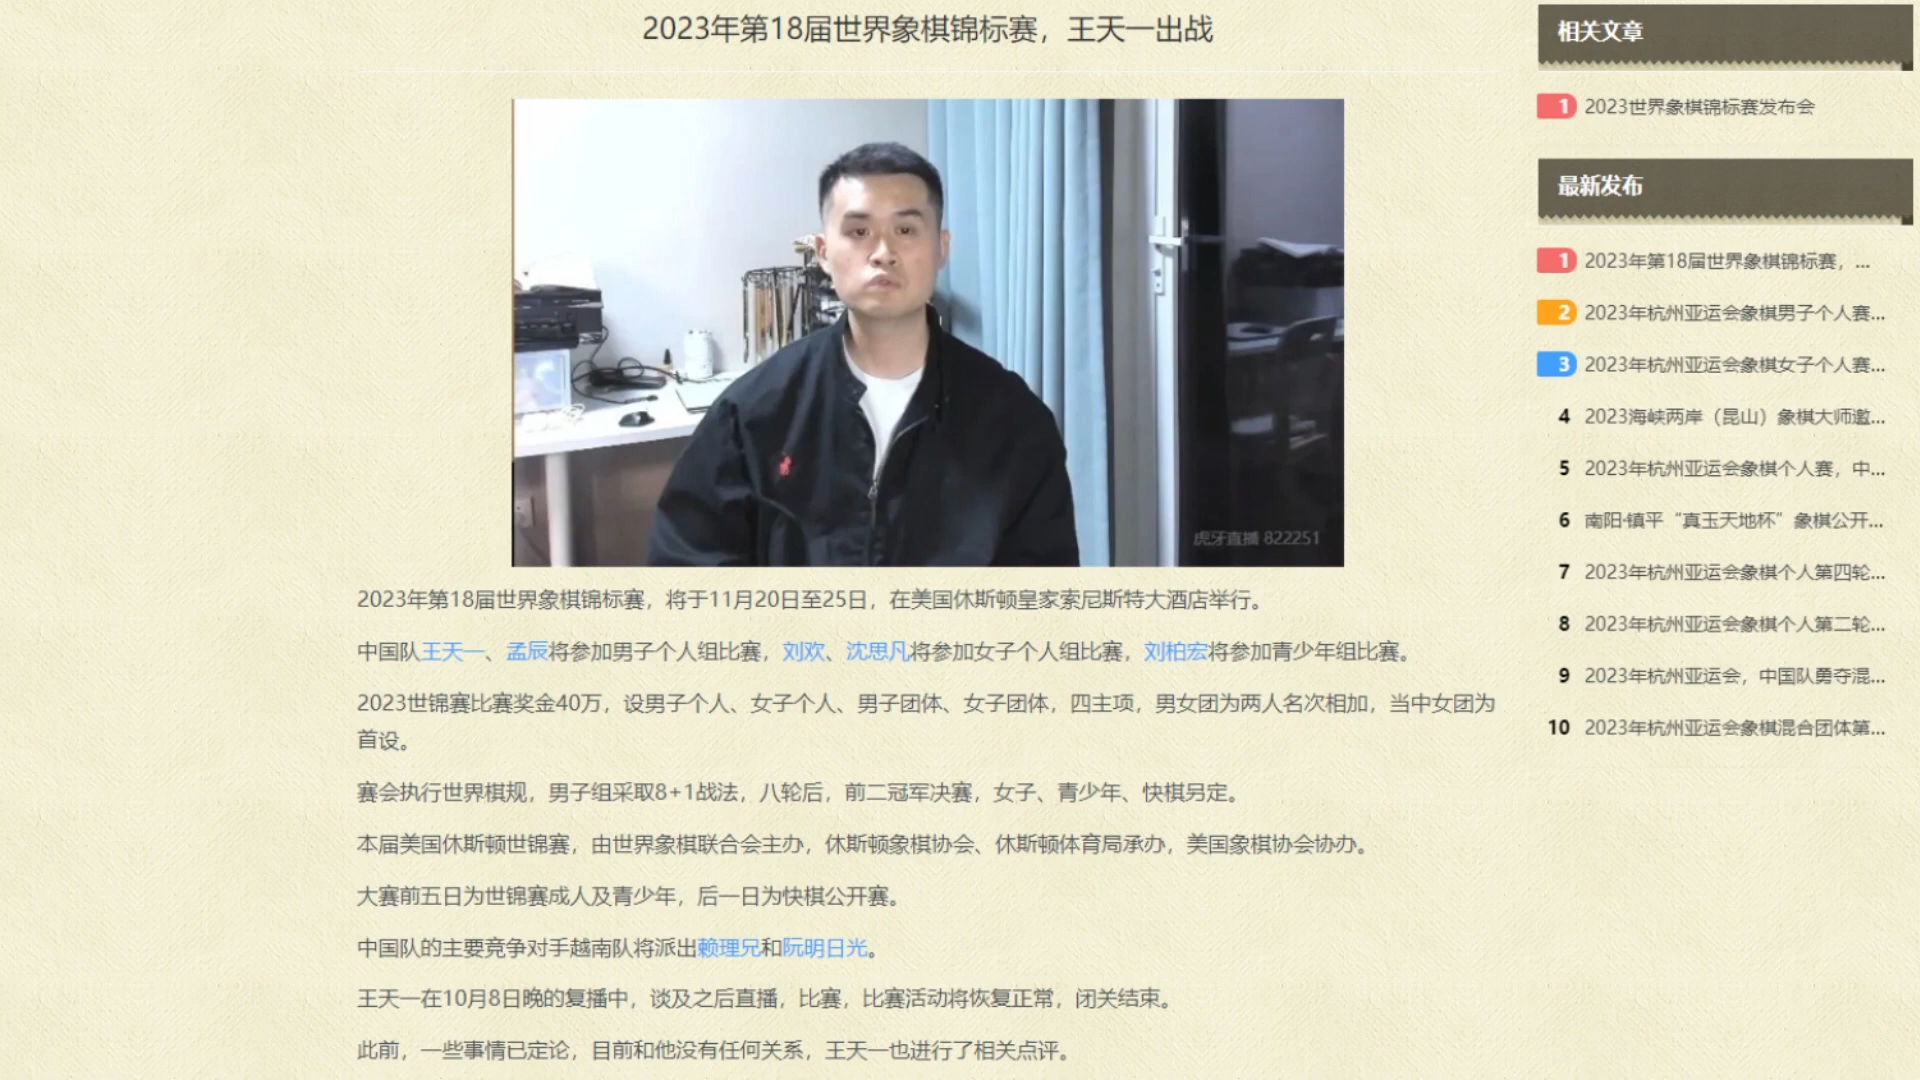 2023年第18届世界象棋锦标赛，王天一出战
虎牙直播 822251
2023年第18届世界象棋锦标赛，将于11月20日至25日，在美国休斯顿皇家索尼斯特大酒店举行。
中国队王天一、孟辰将参加男子个人组比赛，刘欢、沈思凡将参加女子个人组比赛，刘柏宏将参加青少年组比赛。
2023世锦赛比赛奖金40万，设男子个人、女子个人、男子团体、女子团体，四主项，男女团为两人名次相加，当中女团为
首设。
赛会执行世界棋规，男子组采取8+1战法，八轮后，前二冠军决赛，女子、青少年、快棋另定。
本届美国休斯顿世锦赛，由世界象棋联合会主办，休斯顿象棋协会、休斯顿体育局承办，美国象棋协会协办。
大赛前五日为世锦赛成人及青少年，后一日为快棋公开赛。
中国队的主要竞争对手越南队将派出赖理兄和阮明日光。
王天一在10月8日晚的复播中，谈及之后直播，比赛，比赛活动将恢复正常，闭关结束。
此前，一些事情已定论，目前和他没有任何关系，王天一也进行了相关点评。
相关文章
1 2023世界象棋锦标赛发布会
最新发布
1 2023年第18届世界象棋锦标赛，...
2 2023年杭州亚运会象棋男子个人赛...
3 2023年杭州亚运会象棋女子个人赛...
4 2023海峡两岸（昆山）象棋大师邀...
5 2023年杭州亚运会象棋个人赛，中...
6 南阳·镇平“真玉天地杯”象棋公开...
7 2023年杭州亚运会象棋个人第四轮...
8 2023年杭州亚运会象棋个人第二轮...
9 2023年杭州亚运会，中国队勇夺混...
10 2023年杭州亚运会象棋混合团体第...